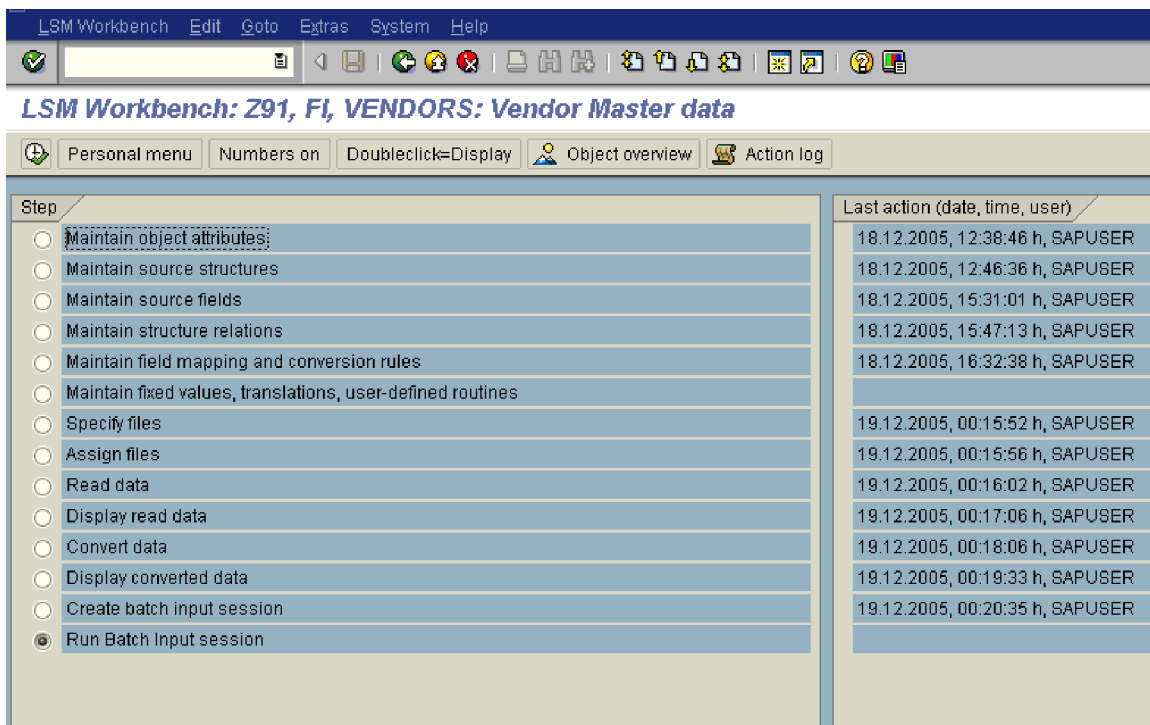 LSM Workbench Edit Goto Extras System Help
LSM Workbench: Z91, FI, VENDORS: Vendor Master data
Personal menu Numbers on Doubleclick=Display Object overview Action log
Step Last action (date, time, user)
Maintain object attributes 18.12.2005, 12:38:46 h, SAPUSER
Maintain source structures 18.12.2005, 12:46:36 h, SAPUSER
Maintain source fields 18.12.2005, 15:31:01 h, SAPUSER
Maintain structure relations 18.12.2005, 15:47:13 h, SAPUSER
Maintain field mapping and conversion rules 18.12.2005, 16:32:38 h, SAPUSER
Maintain fixed values, translations, user-defined routines
Specify files 19.12.2005, 00:15:52 h, SAPUSER
Assign files 19.12.2005, 00:15:56 h, SAPUSER
Read data 19.12.2005, 00:16:02 h, SAPUSER
Display read data 19.12.2005, 00:17:06 h, SAPUSER
Convert data 19.12.2005, 00:18:06 h, SAPUSER
Display converted data 19.12.2005, 00:19:33 h, SAPUSER
Create batch input session 19.12.2005, 00:20:35 h, SAPUSER
Run Batch Input session